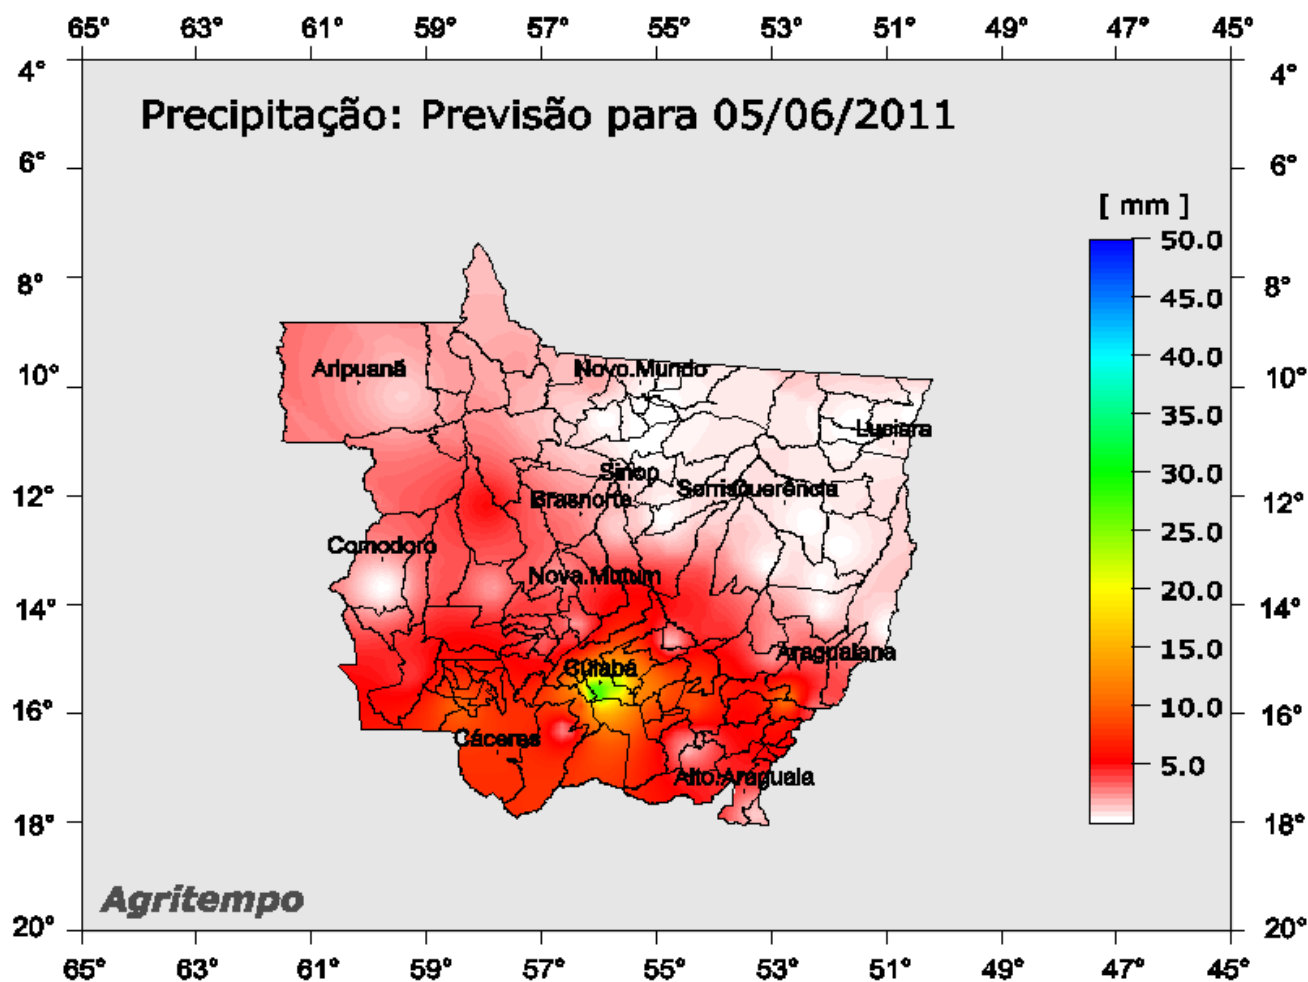 65° 63° 61° 59° 57° 55° 53° 51° 49° 47° 45°
4° 4°
Precipitação: Previsão para 05/06/2011
6° 6°
[ mm ]
50.0
8° 8°
45.0
40.0
Aripuanã Novo.Mundo
10° 10°
35.0
Luciara
30.0
Sinop
Querência
12° Brasnorte 12°
25.0
Comodoro
20.0
Nova.Mutum
14° 14°
15.0
Araguaiana
Cuiabá
10.0
16° 16°
Cáceres
5.0
Alto.Araguaia
18° 18°
Agritempo
20° 20°
65° 63° 61° 59° 57° 55° 53° 51° 49° 47° 45°